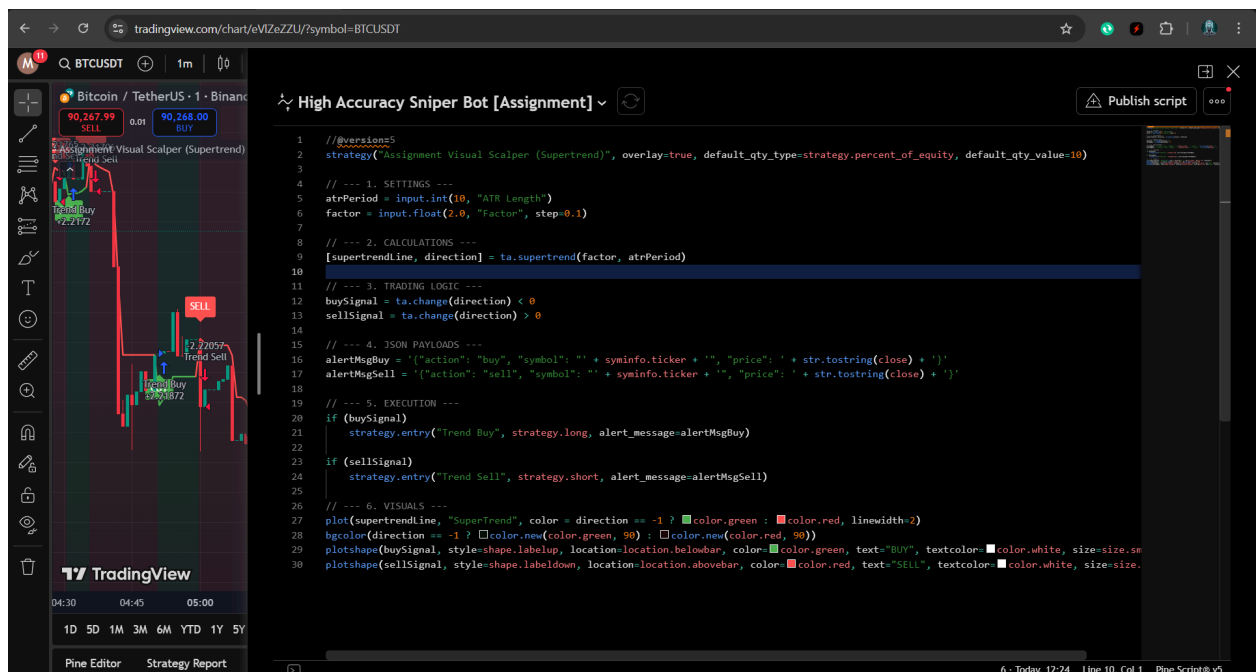 tradingview.com/chart/eVlZeZZU/?symbol=BTCUSDT
M
11
BTCUSDT
1m
Bitcoin / TetherUS · 1 · Binanc
90,267.99
SELL
0.01
90,268.00
BUY
Assignment Visual Scalper (Supertrend)
Trend Sell
Trend Buy
+2.2172
SELL
-2.22057
Trend Sell
Trend Buy
+2.21872
TradingView
04:30
04:45
05:00
1D 5D 1M 3M 6M YTD 1Y 5Y
Pine Editor
Strategy Report
High Accuracy Sniper Bot [Assignment]
Publish script
1 //@version=5
2 strategy("Assignment Visual Scalper (Supertrend)", overlay=true, default_qty_type=strategy.percent_of_equity, default_qty_value=10)
3
4 // --- 1. SETTINGS ---
5 atrPeriod = input.int(10, "ATR Length")
6 factor = input.float(2.0, "Factor", step=0.1)
7
8 // --- 2. CALCULATIONS ---
9 [supertrendLine, direction] = ta.supertrend(factor, atrPeriod)
10
11 // --- 3. TRADING LOGIC ---
12 buySignal = ta.change(direction) < 0
13 sellSignal = ta.change(direction) > 0
14
15 // --- 4. JSON PAYLOADS ---
16 alertMsgBuy = '{"action": "buy", "symbol": "' + syminfo.ticker + '", "price": ' + str.tostring(close) + '}'
17 alertMsgSell = '{"action": "sell", "symbol": "' + syminfo.ticker + '", "price": ' + str.tostring(close) + '}'
18
19 // --- 5. EXECUTION ---
20 if (buySignal)
21 strategy.entry("Trend Buy", strategy.long, alert_message=alertMsgBuy)
22
23 if (sellSignal)
24 strategy.entry("Trend Sell", strategy.short, alert_message=alertMsgSell)
25
26 // --- 6. VISUALS ---
27 plot(supertrendLine, "SuperTrend", color = direction == -1 ? color.green : color.red, linewidth=2)
28 bgcolor(direction == -1 ? color.new(color.green, 90) : color.new(color.red, 90))
29 plotshape(buySignal, style=shape.labelup, location=location.belowbar, color=color.green, text="BUY", textcolor=color.white, size=size.sm
30 plotshape(sellSignal, style=shape.labeldown, location=location.abovebar, color=color.red, text="SELL", textcolor=color.white, size=size.
6 · Today, 12:24 Line 10, Col 1 Pine Script® v5